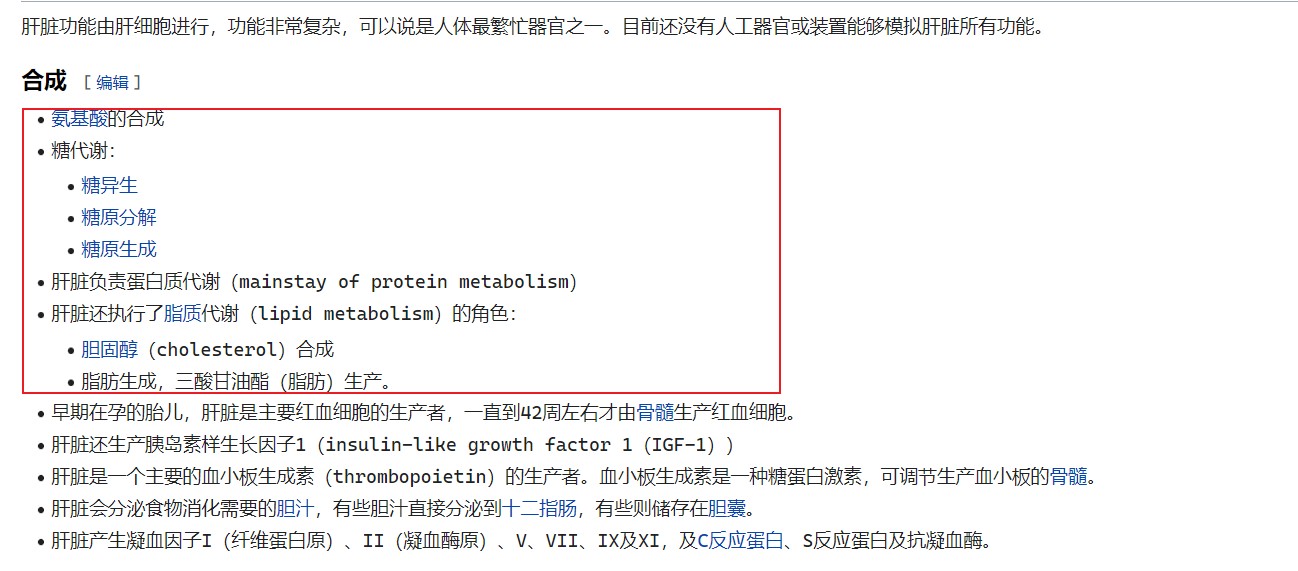 肝脏功能由肝细胞进行，功能非常复杂，可以说是人体最繁忙器官之一。目前还没有人工器官或装置能够模拟肝脏所有功能。
合成 [ 编辑 ]
• 氨基酸的合成
• 糖代谢：
• 糖异生
• 糖原分解
• 糖原生成
• 肝脏负责蛋白质代谢（mainstay of protein metabolism）
• 肝脏还执行了脂质代谢（lipid metabolism）的角色：
• 胆固醇（cholesterol）合成
• 脂肪生成，三酸甘油酯（脂肪）生产。
• 早期在孕的胎儿，肝脏是主要红血细胞的生产者，一直到42周左右才由骨髓生产红血细胞。
• 肝脏还生产胰岛素样生长因子1（insulin-like growth factor 1（IGF-1））
• 肝脏是一个主要的血小板生成素（thrombopoietin）的生产者。血小板生成素是一种糖蛋白激素，可调节生产血小板的骨髓。
• 肝脏会分泌食物消化需要的胆汁，有些胆汁直接分泌到十二指肠，有些则储存在胆囊。
• 肝脏产生凝血因子I（纤维蛋白原）、II（凝血酶原）、V、VII、IX及XI，及C反应蛋白、S反应蛋白及抗凝血酶。